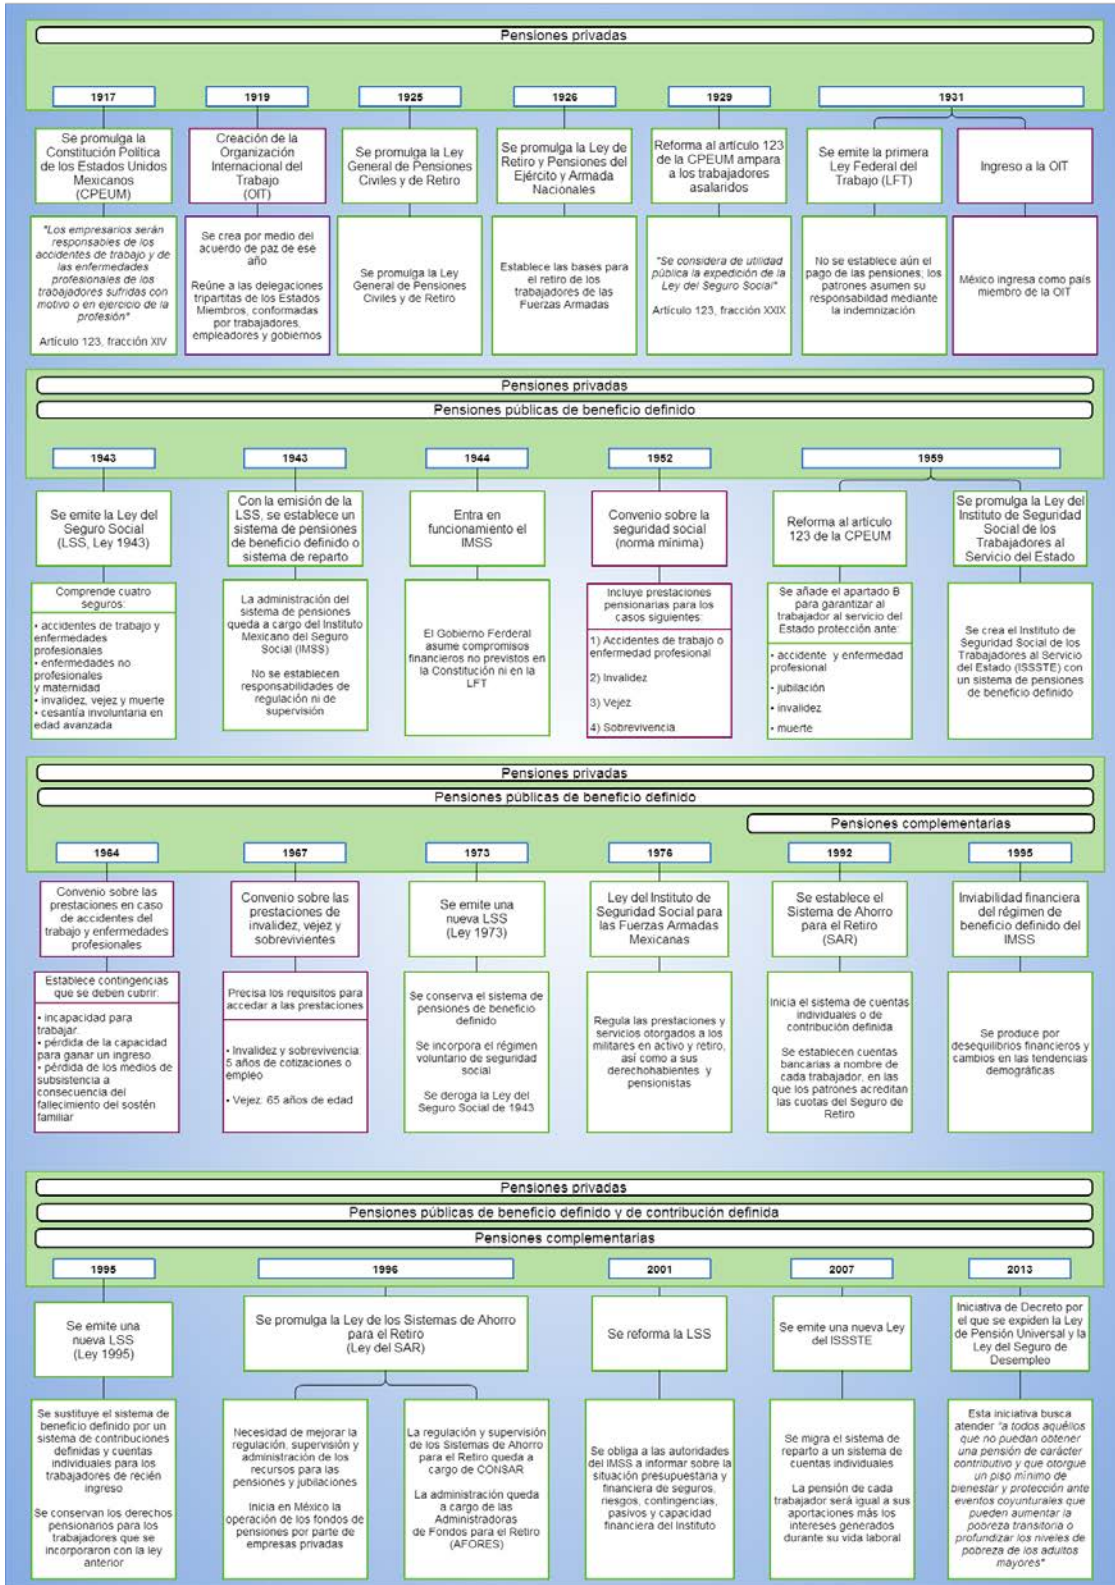 Pensiones privadas
1917
1919
1925
1926
1929
1931
Se promulga la
Constitución Política
de los Estados Unidos
Mexicanos
(CPEUM)
Creación de la
Organización
Internacional del
Trabajo
(OIT)
Se promulga la Ley
General de Pensiones
Civiles y de Retiro
Se promulga la Ley de
Retiro y Pensiones del
Ejército y Armada
Nacionales
Reforma al artículo 123
de la CPEUM ampara
a los trabajadores
asalaridos
Se emite la primera
Ley Federal del
Trabajo (LFT)
Ingreso a la OIT
"Los empresarios serán
responsables de los
accidentes de trabajo y de
las enfermedades
profesionales de los
trabajadores sufridas con
motivo o en ejercicio de la
profesión"
Artículo 123, fracción XIV
Se crea por medio del
acuerdo de paz de ese
año
Reúne a las delegaciones
tripartitas de los Estados
Miembros, conformadas
por trabajadores,
empleadores y gobiernos
Se promulga la Ley
General de Pensiones
Civiles y de Retiro
Establece las bases para
el retiro de los
trabajadores de las
Fuerzas Armadas
"Se considera de utilidad
pública la expedición de la
Ley del Seguro Social"
Artículo 123, fracción XXIX
No se establece aún el
pago de las pensiones; los
patrones asumen su
responsabilidad mediante
la indemnización
México ingresa como país
miembro de la OIT
Pensiones privadas
Pensiones públicas de beneficio definido
1943
1943
1944
1952
1959
Se emite la Ley del
Seguro Social
(LSS, Ley 1943)
Con la emisión de la
LSS, se establece un
sistema de pensiones
de beneficio definido o
sistema de reparto
Entra en
funcionamiento el
IMSS
Convenio sobre la
seguridad social
(norma mínima)
Reforma al artículo
123 de la CPEUM
Se promulga la Ley del
Instituto de Seguridad
Social de los
Trabajadores al
Servicio del Estado
Comprende cuatro
seguros:
• accidentes de trabajo y
enfermedades
profesionales
• enfermedades no
profesionales
y maternidad
• invalidez, vejez y muerte
• cesantía involuntaria en
edad avanzada
La administración del
sistema de pensiones
queda a cargo del Instituto
Mexicano del Seguro
Social (IMSS)
No se establecen
responsabilidades de
regulación ni de
supervisión
El Gobierno Ferderal
asume compromisos
financieros no previstos en
la Constitución ni en la
LFT
Incluye prestaciones
pensionarias para los
casos siguientes:
1) Accidentes de trabajo o
enfermedad profesional
2) Invalidez
3) Vejez
4) Sobrevivencia
Se añade el apartado B
para garantizar al
trabajador al servicio del
Estado protección ante:
• accidente y enfermedad
profesional
• jubilación
• invalidez
• muerte
Se crea el Instituto de
Seguridad Social de los
Trabajadores al Servicio
del Estado (ISSSTE) con
un sistema de pensiones
de beneficio definido
Pensiones privadas
Pensiones públicas de beneficio definido
Pensiones complementarias
1964
1967
1973
1976
1992
1995
Convenio sobre las
prestaciones en caso
de accidentes del
trabajo y enfermedades
profesionales
Convenio sobre las
prestaciones de
invalidez, vejez y
sobrevivientes
Se emite una
nueva LSS
(Ley 1973)
Ley del Instituto de
Seguridad Social para
las Fuerzas Armadas
Mexicanas
Se establece el
Sistema de Ahorro
para el Retiro
(SAR)
Inviabilidad financiera
del régimen de
beneficio definido del
IMSS
Establece contingencias
que se deben cubrir:
• incapacidad para
trabajar.
• pérdida de la capacidad
para ganar un ingreso
• pérdida de los medios de
subsistencia a
consecuencia del
fallecimiento del sostén
familiar
Precisa los requisitos para
accedar a las prestaciones
• Invalidez y sobrevivencia:
5 años de cotizaciones o
empleo
• Vejez: 65 años de edad
Se conserva el sistema de
pensiones de beneficio
definido
Se incorpora el régimen
voluntario de seguridad
social
Se deroga la Ley del
Seguro Social de 1943
Regula las prestaciones y
servicios otorgados a los
militares en activo y retiro,
así como a sus
derechohabientes y
pensionistas
Inicia el sistema de cuentas
individuales o de
contribución definida
Se establecen cuentas
bancarias a nombre de
cada trabajador, en las
que los patrones acreditan
las cuotas del Seguro de
Retiro
Se produce por
desequilibrios financieros y
cambios en las tendencias
demográficas
Pensiones privadas
Pensiones públicas de beneficio definido y de contribución definida
Pensiones complementarias
1995
1996
2001
2007
2013
Se emite una
nueva LSS
(Ley 1995)
Se promulga la Ley de los Sistemas de Ahorro
para el Retiro
(Ley del SAR)
Se reforma la LSS
Se emite una nueva Ley
del ISSSTE
Iniciativa de Decreto por
el que se expiden la Ley
de Pensión Universal y la
Ley del Seguro de
Desempleo
Se sustituye el sistema de
beneficio definido por un
sistema de contribuciones
definidas y cuentas
individuales para los
trabajadores de recién
ingreso
Se conservan los derechos
pensionarios para los
trabajadores que se
incorporaron con la ley
anterior
Necesidad de mejorar la
regulación, supervisión y
administración de los
recursos para las
pensiones y jubilaciones
Inicia en México la
operación de los fondos de
pensiones por parte de
empresas privadas
La regulación y supervisión
de los Sistemas de Ahorro
para el Retiro queda a
cargo de CONSAR
La administración queda
a cargo de las
Administradoras
de Fondos para el Retiro
(AFORES)
Se obliga a las autoridades
del IMSS a informar sobre la
situación presupuestaria y
financiera de seguros,
riesgos, contingencias,
pasivos y capacidad
financiera del Instituto
Se migra el sistema de
reparto a un sistema de
cuentas individuales
La pensión de cada
trabajador será igual a sus
aportaciones más los
intereses generados
durante su vida laboral
Esta iniciativa busca
atender "a todos aquéllos
que no puedan obtener
una pensión de carácter
contributivo y que otorgue
un piso mínimo de
bienestar y protección ante
eventos coyunturales que
pueden aumentar la
pobreza transitoria o
profundizar los niveles de
pobreza de los adultos
mayores"